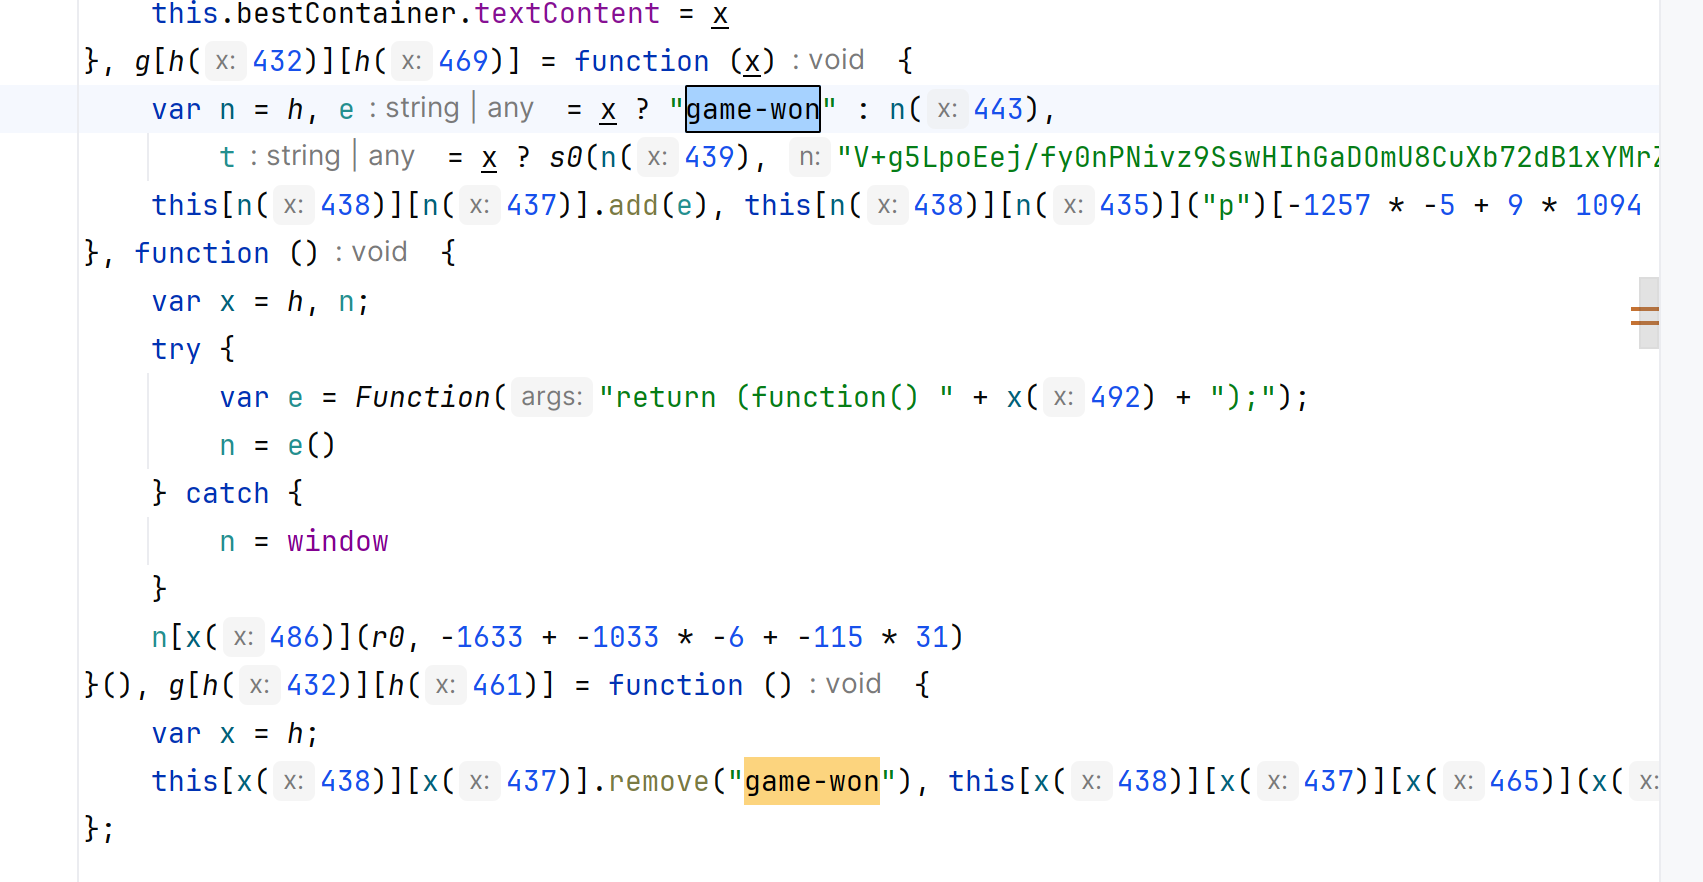 this.bestContainer.textContent = x
}, g[h( x: 432)][h( x: 469)] = function (x) : void {
var n = h, e : string | any = x ? "game-won" : n( x: 443),
t : string | any = x ? s0(n( x: 439), n: "V+g5LpoEej/fy0nPNivz9SswHIhGaDOmU8CuXb72dB1xYMrZ
this[n( x: 438)][n( x: 437)].add(e), this[n( x: 438)][n( x: 435)]("p")[-1257 * -5 + 9 * 1094
}, function () : void {
var x = h, n;
try {
var e = Function( args: "return (function() " + x( x: 492) + ");");
n = e()
} catch {
n = window
}
n[x( x: 486)](r0, -1633 + -1033 * -6 + -115 * 31)
}(), g[h( x: 432)][h( x: 461)] = function () : void {
var x = h;
this[x( x: 438)][x( x: 437)].remove("game-won"), this[x( x: 438)][x( x: 437)][x( x: 465)](x( x:
};